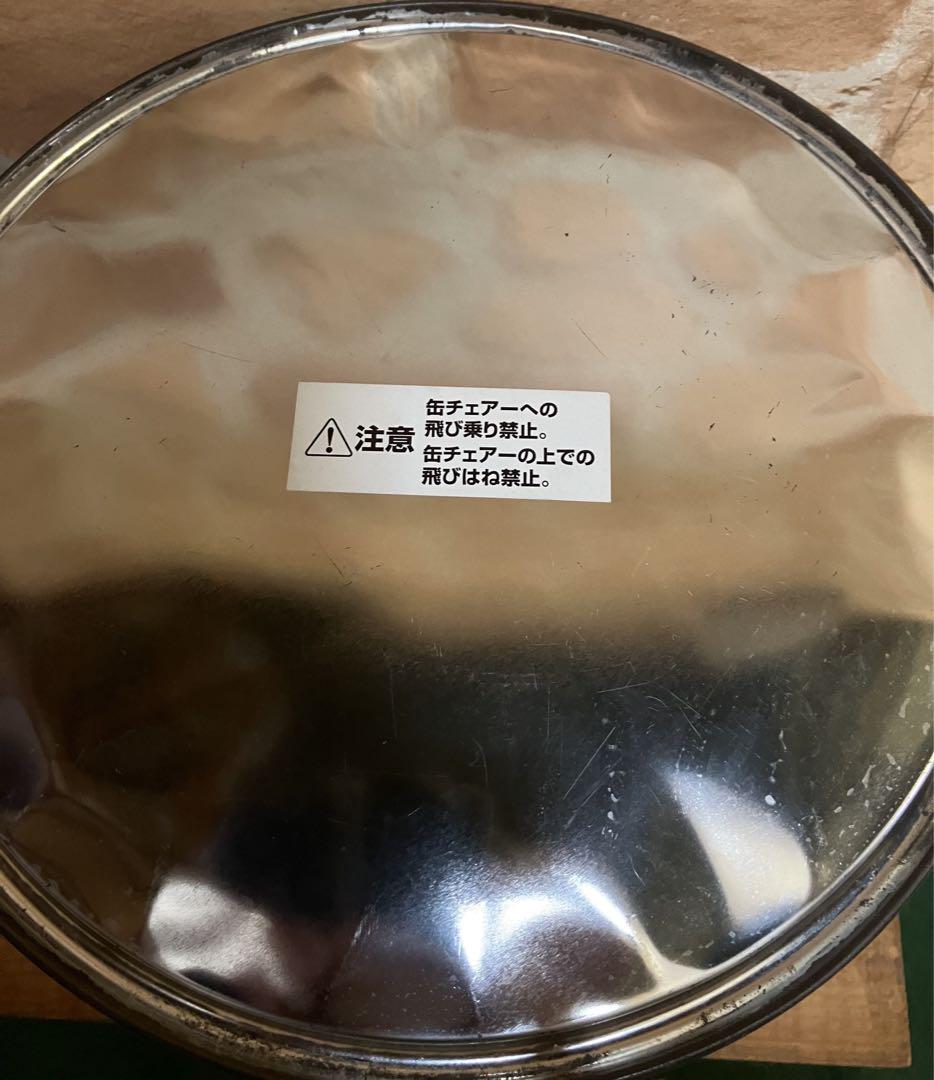 注意
缶チェアーへの
飛び乗り禁止。
缶チェアーの上での
飛びはね禁止。